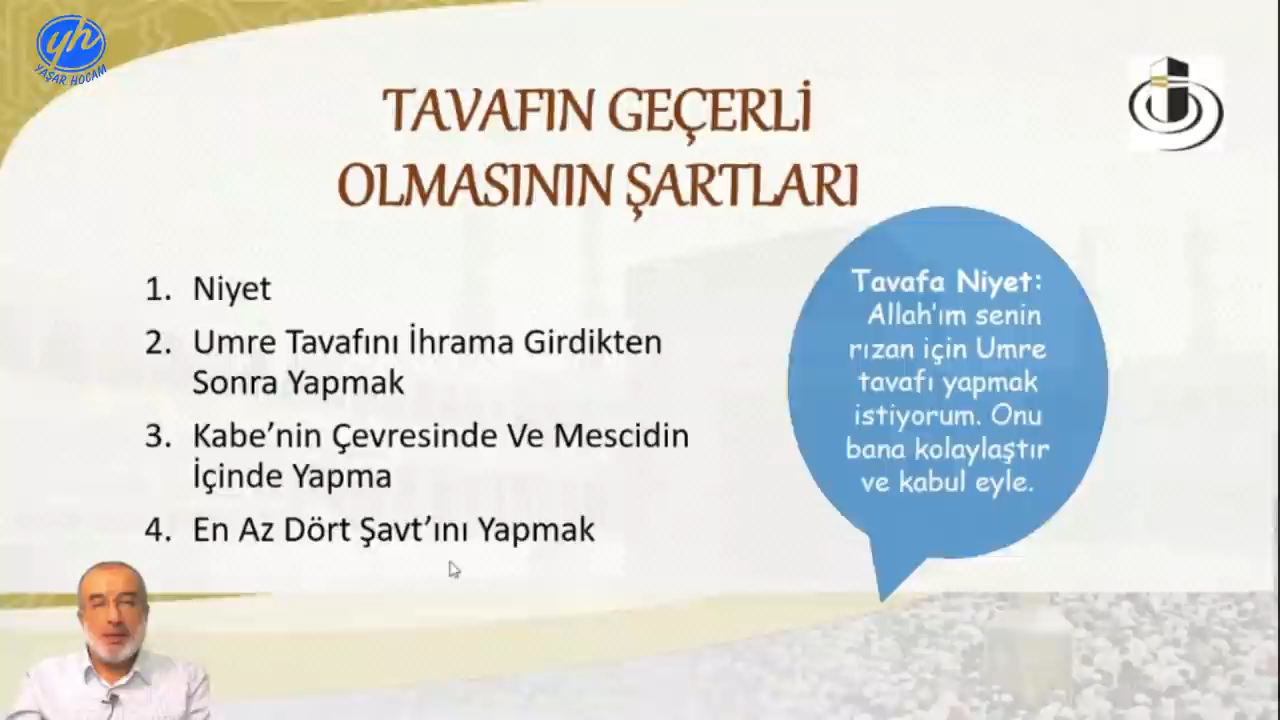 yh
YAŞAR HOCAM
TAVAFIN GEÇERLİ
OLMASININ ŞARTLARI
1. Niyet
2. Umre Tavafını İhrama Girdikten
Sonra Yapmak
3. Kabe’nin Çevresinde Ve Mescidin
İçinde Yapma
4. En Az Dört Şavt’ını Yapmak
Tavafa Niyet:
Allah'ım senin
rızan için Umre
tavafı yapmak
istiyorum. Onu
bana kolaylaştır
ve kabul eyle.